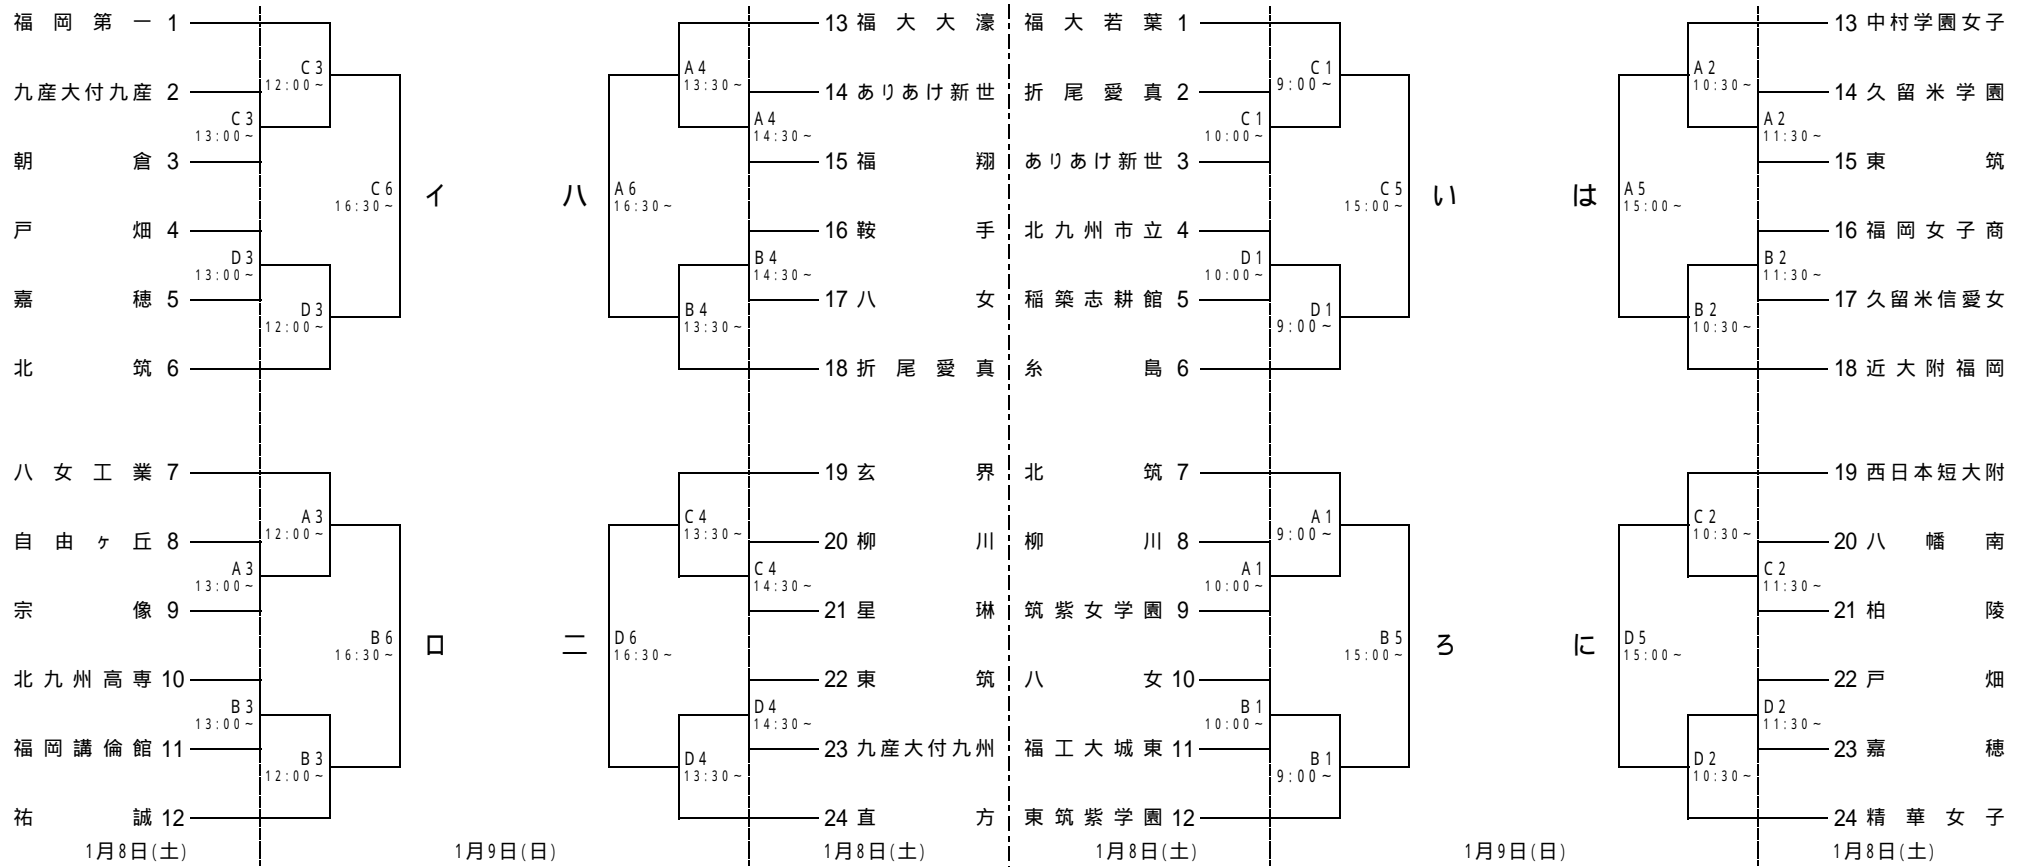 福岡第一 1
C3
12:00~
九産大付九産 2
C3
13:00~
朝倉 3
C6
16:30~
イ
戸畑 4
D3
13:00~
嘉穂 5
D3
12:00~
北筑 6
八女工業 7
A3
12:00~
自由ヶ丘 8
A3
13:00~
宗像 9
B6
16:30~
ロ
北九州高専 10
B3
13:00~
福岡講倫館 11
B3
12:00~
祐誠 12
1月8日(土)
1月9日(日)
13 福大大濠
A4
13:30~
14 ありあけ新世
A4
14:30~
15 福翔
ハ
A6
16:30~
16 鞍手
B4
14:30~
17 八女
B4
13:30~
18 折尾愛真
19 玄界
C4
13:30~
20 柳川
C4
14:30~
21 星琳
ニ
D6
16:30~
22 東筑
D4
14:30~
23 九産大付九州
D4
13:30~
24 直方
1月8日(土)
福大若葉 1
C1
9:00~
折尾愛真 2
C1
10:00~
ありあけ新世 3
C5
15:00~
い
北九州市立 4
D1
10:00~
稲築志耕館 5
D1
9:00~
糸島 6
北筑 7
A1
9:00~
柳川 8
A1
10:00~
筑紫女学園 9
B5
15:00~
ろ
八女 10
B1
10:00~
福工大城東 11
B1
9:00~
東筑紫学園 12
1月8日(土)
1月9日(日)
13 中村学園女子
A2
10:30~
14 久留米学園
A2
11:30~
15 東筑
は
A5
15:00~
16 福岡女子商
B2
11:30~
17 久留米信愛女
B2
10:30~
18 近大附福岡
19 西日本短大附
C2
10:30~
20 八幡南
C2
11:30~
21 柏陵
に
D5
15:00~
22 戸畑
D2
11:30~
23 嘉穂
D2
10:30~
24 精華女子
1月8日(土)